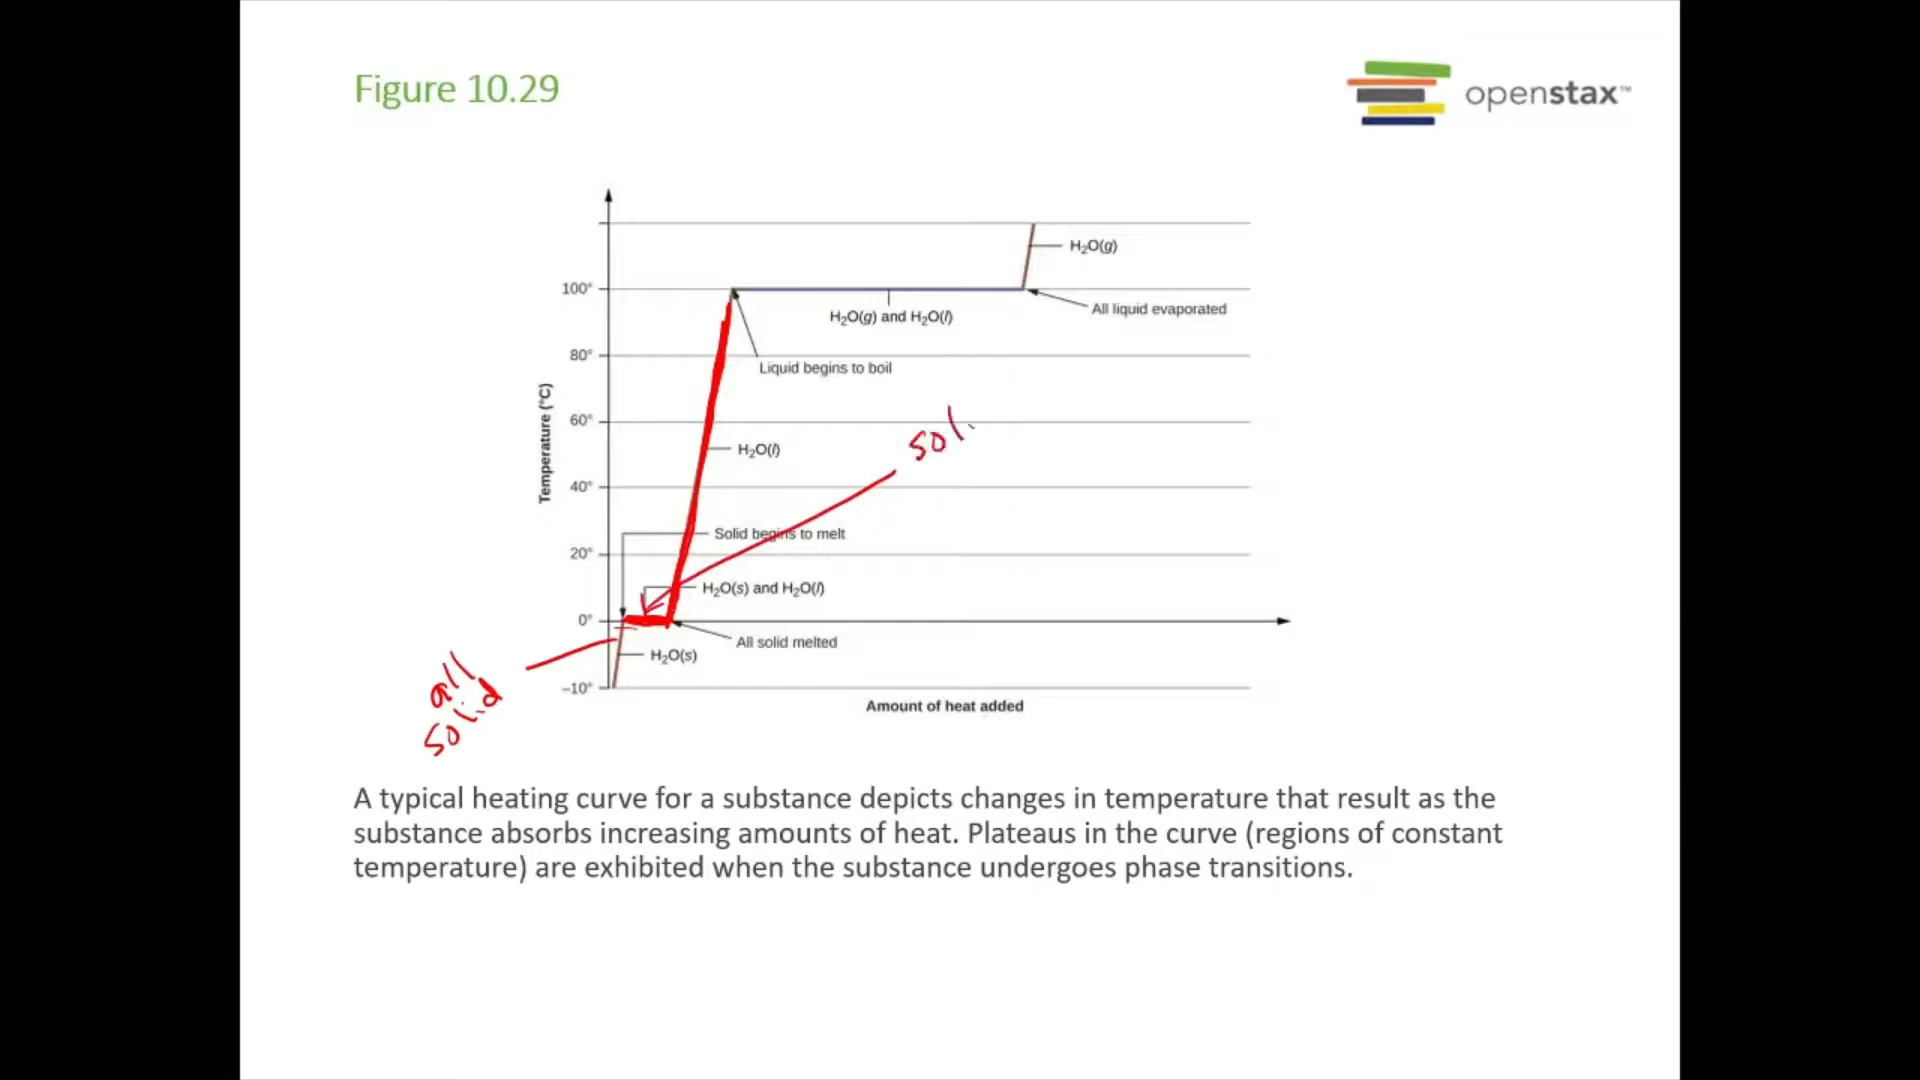 Figure 10.29
openstax™
H₂O(g)
100°
All liquid evaporated
H₂O(g) and H₂O(l)
80°
Liquid begins to boil
Temperature (°C)
60°
sol
H₂O(l)
40°
Solid begins to melt
20°
H₂O(s) and H₂O(l)
0°
All solid melted
H₂O(s)
all
solid
–10°
Amount of heat added
A typical heating curve for a substance depicts changes in temperature that result as the
substance absorbs increasing amounts of heat. Plateaus in the curve (regions of constant
temperature) are exhibited when the substance undergoes phase transitions.